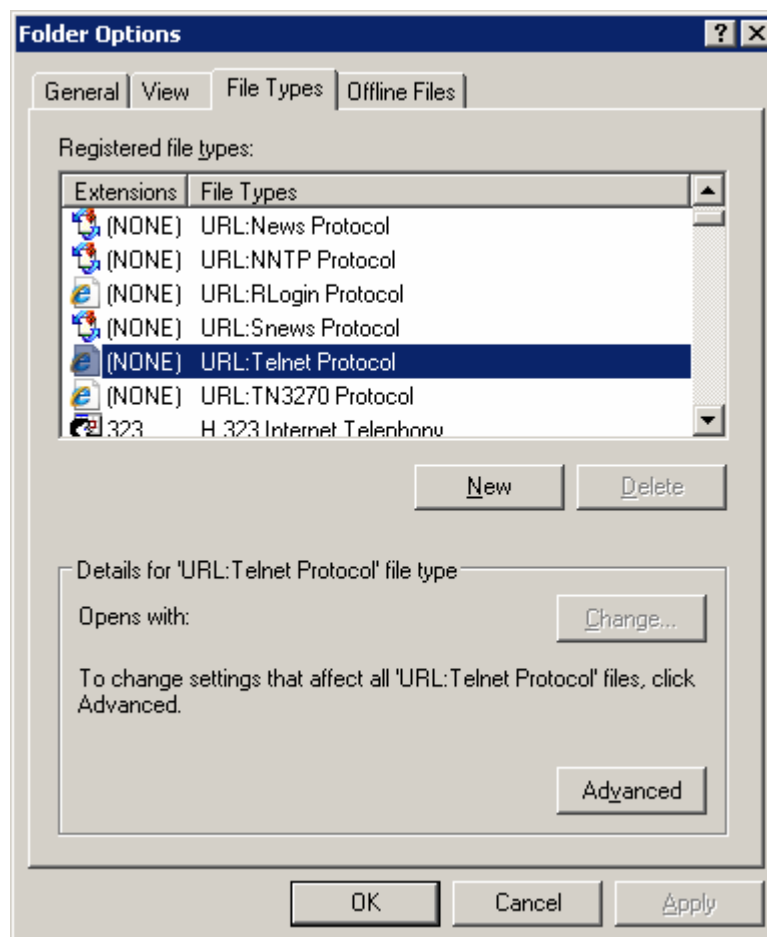 Folder Options
General View File Types Offline Files
Registered file types:
Extensions File Types
(NONE) URL:News Protocol
(NONE) URL:NNTP Protocol
(NONE) URL:RLogin Protocol
(NONE) URL:Snews Protocol
(NONE) URL:Telnet Protocol
(NONE) URL:TN3270 Protocol
323 H.323 Internet Telephony
New Delete
Details for 'URL:Telnet Protocol' file type
Opens with: Change...
To change settings that affect all 'URL:Telnet Protocol' files, click
Advanced.
Advanced
OK Cancel Apply